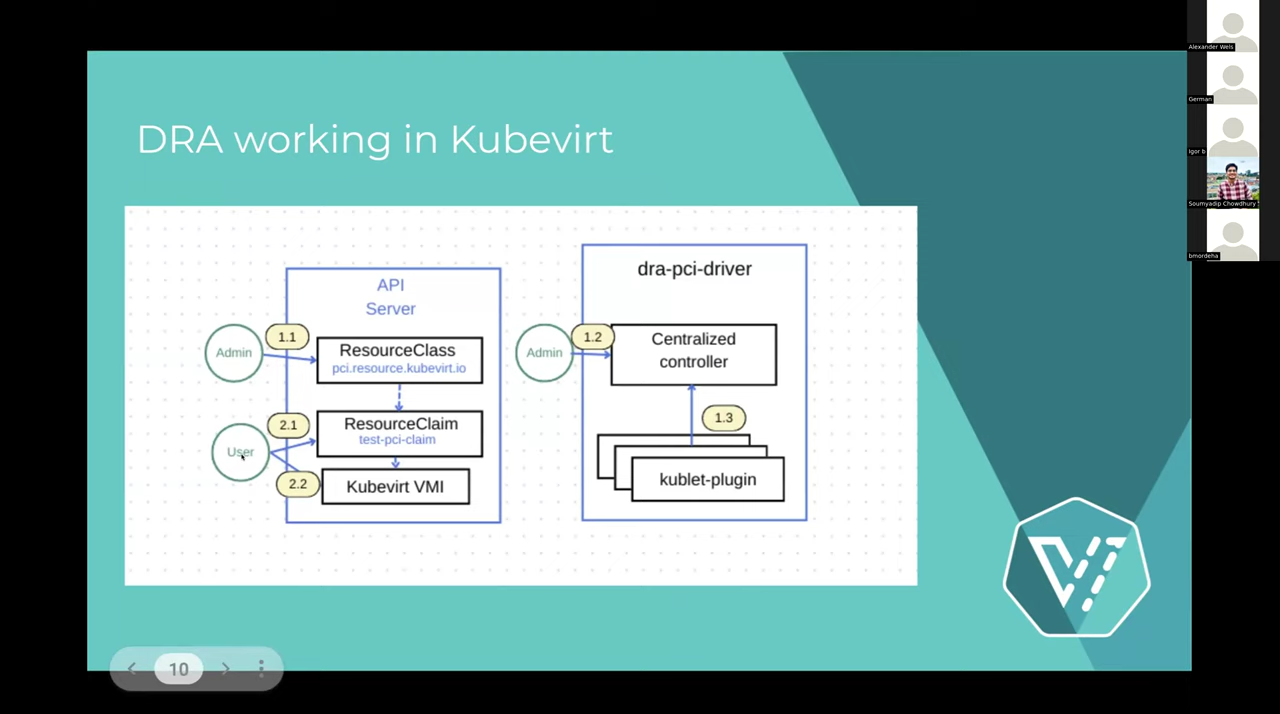 DRA working in Kubevirt
API
Server
Admin
1.1
ResourceClass
pci.resource.kubevirt.io
User
2.1
ResourceClaim
test-pci-claim
2.2
Kubevirt VMI
dra-pci-driver
Admin
1.2
Centralized
controller
1.3
kublet-plugin
10
Alexander Wels
German
Igor b
Soumyadip Chowdhury
bmordeha